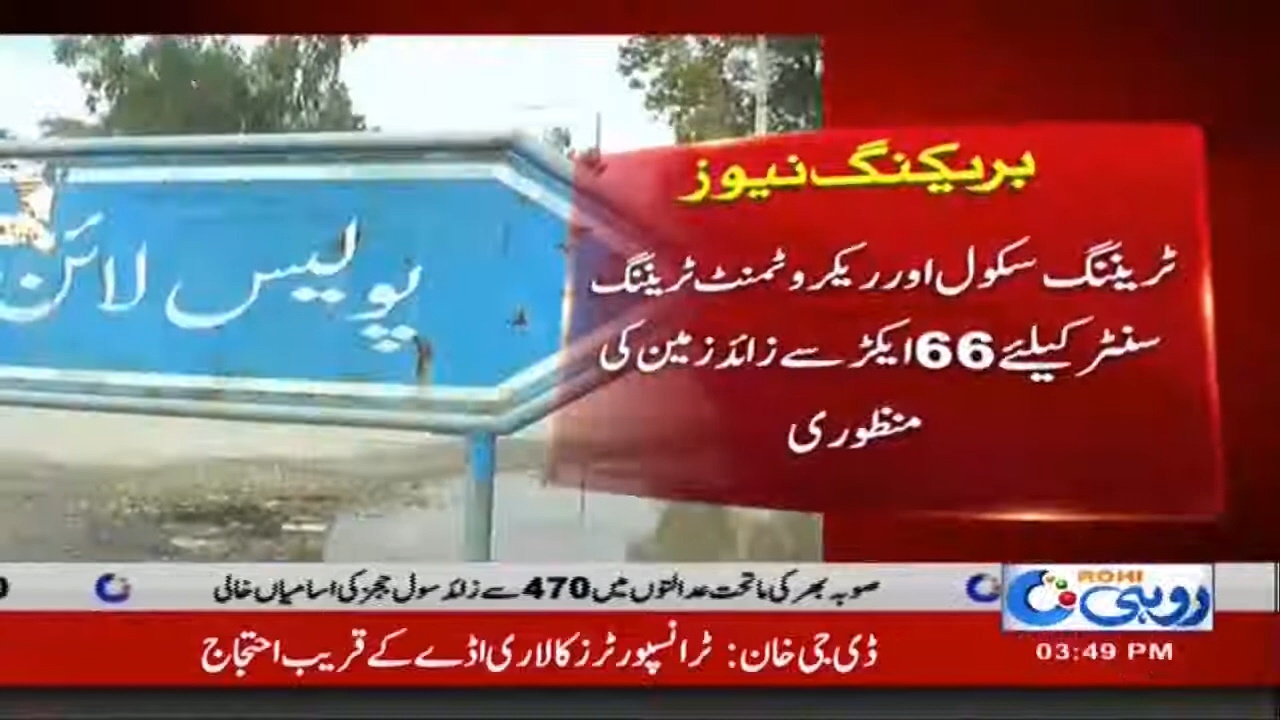 بریکنگ نیوز
ٹریننگ سکول اور ریکروٹمنٹ ٹریننگ
سنٹر کیلئے 66 ایکڑ سے زائد زمین کی
منظوری
پولیس لائن
صوبہ بھر کی ماتحت عدالتوں میں 470 سے زائد سول ججز کی اسامیاں خالی
ROHI
روہی
ڈی جی خان: ٹرانسپورٹرز کا لاری اڈے کے قریب احتجاج
03:49 PM